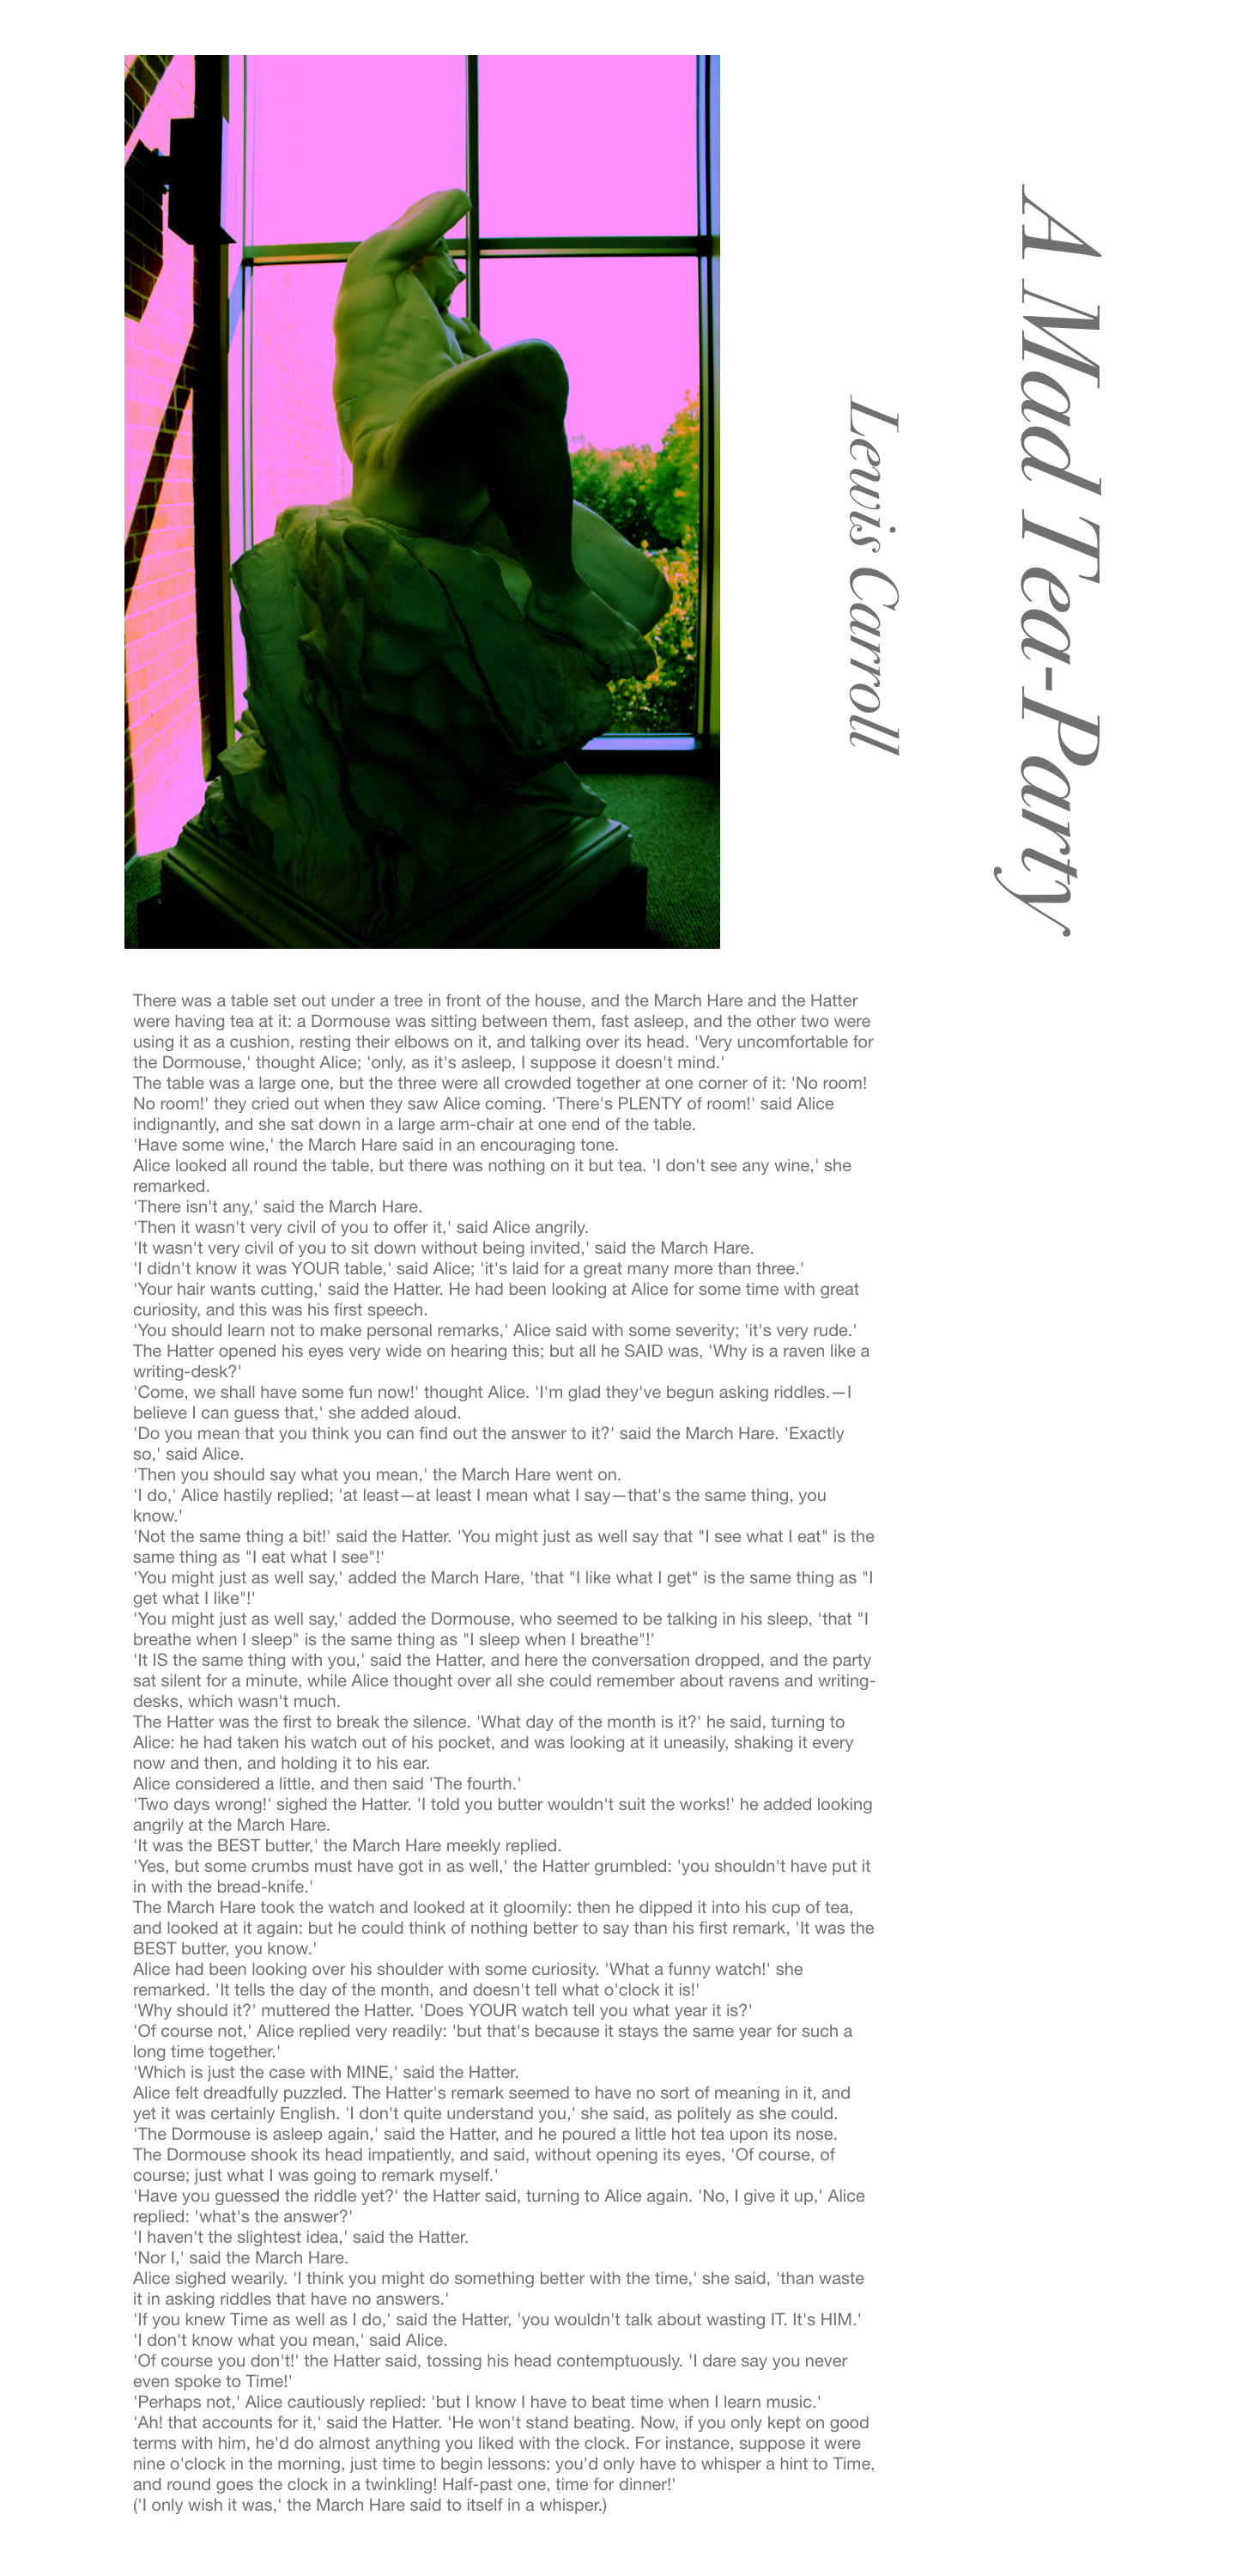 A Mad Tea-Party
Lewis Carroll
There was a table set out under a tree in front of the house, and the March Hare and the Hatter
were having tea at it: a Dormouse was sitting between them, fast asleep, and the other two were
using it as a cushion, resting their elbows on it, and talking over its head. 'Very uncomfortable for
the Dormouse,' thought Alice; 'only, as it's asleep, I suppose it doesn't mind.'
The table was a large one, but the three were all crowded together at one corner of it: 'No room!
No room!' they cried out when they saw Alice coming. 'There's PLENTY of room!' said Alice
indignantly, and she sat down in a large arm-chair at one end of the table.
'Have some wine,' the March Hare said in an encouraging tone.
Alice looked all round the table, but there was nothing on it but tea. 'I don't see any wine,' she
remarked.
'There isn't any,' said the March Hare.
'Then it wasn't very civil of you to offer it,' said Alice angrily.
'It wasn't very civil of you to sit down without being invited,' said the March Hare.
'I didn't know it was YOUR table,' said Alice; 'it's laid for a great many more than three.'
'Your hair wants cutting,' said the Hatter. He had been looking at Alice for some time with great
curiosity, and this was his first speech.
'You should learn not to make personal remarks,' Alice said with some severity; 'it's very rude.'
The Hatter opened his eyes very wide on hearing this; but all he SAID was, 'Why is a raven like a
writing-desk?'
'Come, we shall have some fun now!' thought Alice. 'I'm glad they've begun asking riddles.—I
believe I can guess that,' she added aloud.
'Do you mean that you think you can find out the answer to it?' said the March Hare. 'Exactly
so,' said Alice.
'Then you should say what you mean,' the March Hare went on.
'I do,' Alice hastily replied; 'at least—at least I mean what I say—that's the same thing, you
know.'
'Not the same thing a bit!' said the Hatter. 'You might just as well say that "I see what I eat" is the
same thing as "I eat what I see"!'
'You might just as well say,' added the March Hare, 'that "I like what I get" is the same thing as "I
get what I like"!'
'You might just as well say,' added the Dormouse, who seemed to be talking in his sleep, 'that "I
breathe when I sleep" is the same thing as "I sleep when I breathe"!'
'It IS the same thing with you,' said the Hatter, and here the conversation dropped, and the party
sat silent for a minute, while Alice thought over all she could remember about ravens and writing-
desks, which wasn't much.
The Hatter was the first to break the silence. 'What day of the month is it?' he said, turning to
Alice: he had taken his watch out of his pocket, and was looking at it uneasily, shaking it every
now and then, and holding it to his ear.
Alice considered a little, and then said 'The fourth.'
'Two days wrong!' sighed the Hatter. 'I told you butter wouldn't suit the works!' he added looking
angrily at the March Hare.
'It was the BEST butter,' the March Hare meekly replied.
'Yes, but some crumbs must have got in as well,' the Hatter grumbled: 'you shouldn't have put it
in with the bread-knife.'
The March Hare took the watch and looked at it gloomily: then he dipped it into his cup of tea,
and looked at it again: but he could think of nothing better to say than his first remark, 'It was the
BEST butter, you know.'
Alice had been looking over his shoulder with some curiosity. 'What a funny watch!' she
remarked. 'It tells the day of the month, and doesn't tell what o'clock it is!'
'Why should it?' muttered the Hatter. 'Does YOUR watch tell you what year it is?'
'Of course not,' Alice replied very readily: 'but that's because it stays the same year for such a
long time together.'
'Which is just the case with MINE,' said the Hatter.
Alice felt dreadfully puzzled. The Hatter's remark seemed to have no sort of meaning in it, and
yet it was certainly English. 'I don't quite understand you,' she said, as politely as she could.
'The Dormouse is asleep again,' said the Hatter, and he poured a little hot tea upon its nose.
The Dormouse shook its head impatiently, and said, without opening its eyes, 'Of course, of
course; just what I was going to remark myself.'
'Have you guessed the riddle yet?' the Hatter said, turning to Alice again. 'No, I give it up,' Alice
replied: 'what's the answer?'
'I haven't the slightest idea,' said the Hatter.
'Nor I,' said the March Hare.
Alice sighed wearily. 'I think you might do something better with the time,' she said, 'than waste
it in asking riddles that have no answers.'
'If you knew Time as well as I do,' said the Hatter, 'you wouldn't talk about wasting IT. It's HIM.'
'I don't know what you mean,' said Alice.
'Of course you don't!' the Hatter said, tossing his head contemptuously. 'I dare say you never
even spoke to Time!'
'Perhaps not,' Alice cautiously replied: 'but I know I have to beat time when I learn music.'
'Ah! that accounts for it,' said the Hatter. 'He won't stand beating. Now, if you only kept on good
terms with him, he'd do almost anything you liked with the clock. For instance, suppose it were
nine o'clock in the morning, just time to begin lessons: you'd only have to whisper a hint to Time,
and round goes the clock in a twinkling! Half-past one, time for dinner!'
('I only wish it was,' the March Hare said to itself in a whisper.)